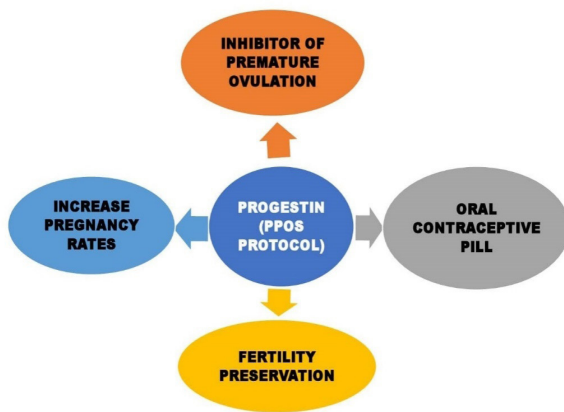 INHIBITOR OF
PREMATURE
OVULATION
INCREASE
PREGNANCY
RATES
PROGESTIN
(PPOS
PROTOCOL)
ORAL
CONTRACEPTIVE
PILL
FERTILITY
PRESERVATION